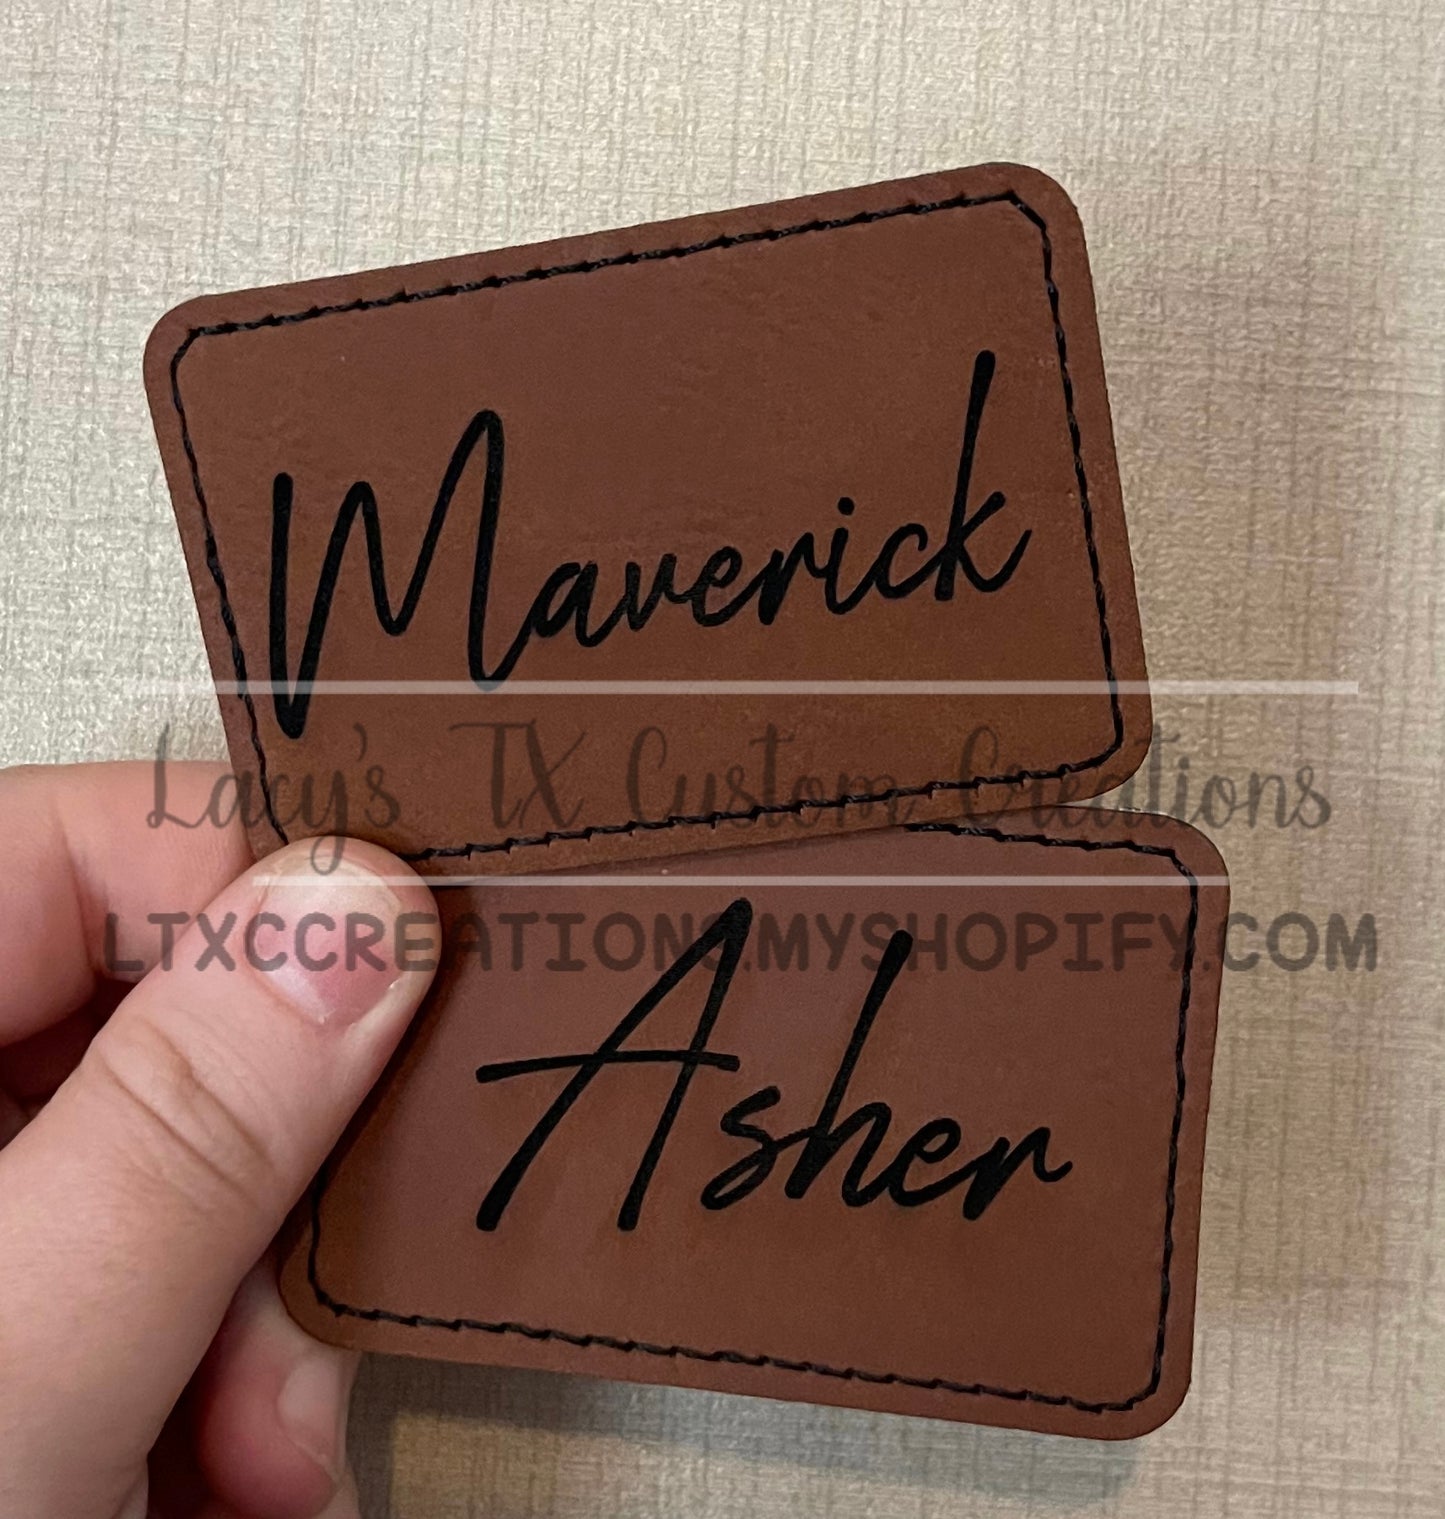 Maverick
Lacy's TX Custom Creations
LTXCCREATIONS.MYSHOPIFY.COM
Asher